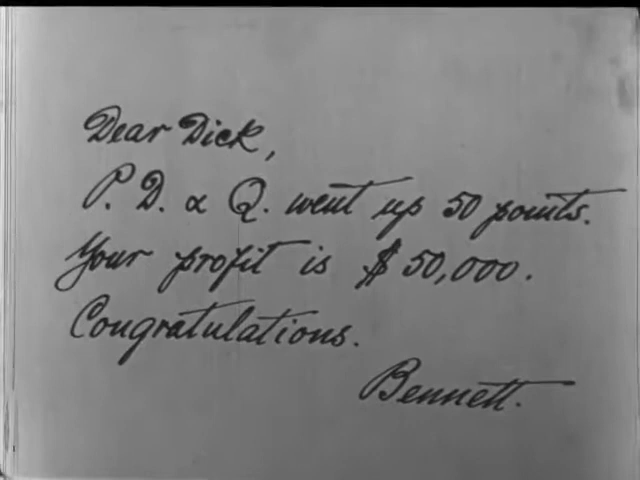 Dear Dick,
P. D. & Q. went up 50 points.
Your profit is $50,000.
Congratulations.
Bennett.